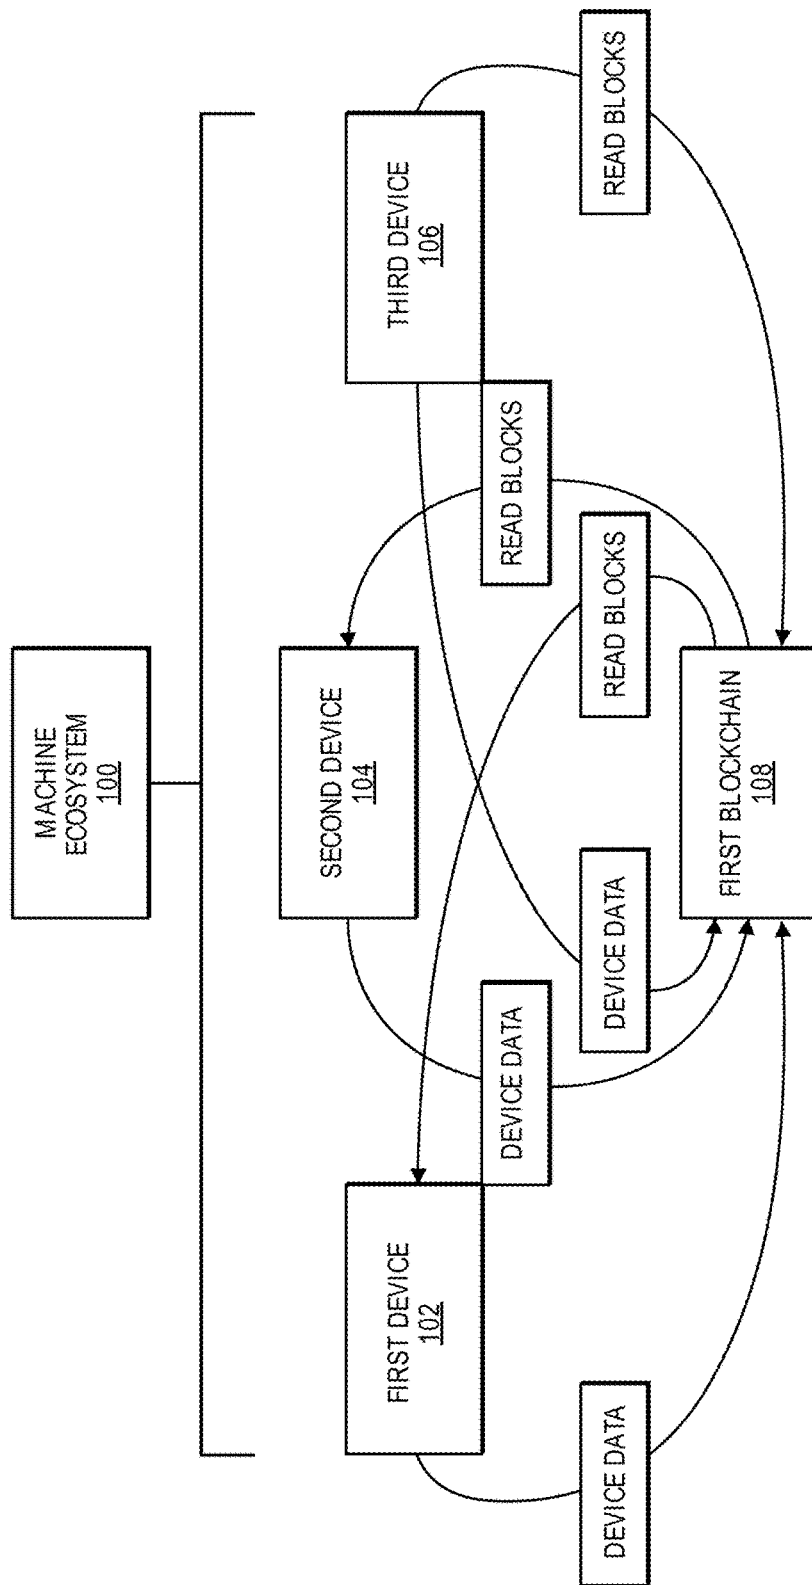 MACHINE
ECOSYSTEM
100
SECOND DEVICE
104
FIRST DEVICE
102
THIRD DEVICE
106
DEVICE DATA
READ BLOCKS
DEVICE DATA
DEVICE DATA
READ BLOCKS
READ BLOCKS
FIRST BLOCKCHAIN
108